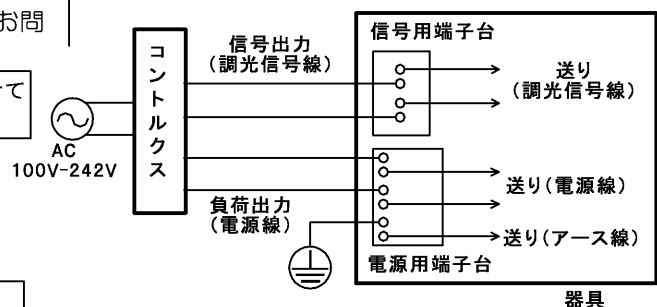 お問
て
AC
100V-242V
コントルクス
信号出力
(調光信号線)
負荷出力
(電源線)
信号用端子台
送り
(調光信号線)
送り(電源線)
送り(アース線)
電源用端子台
器具